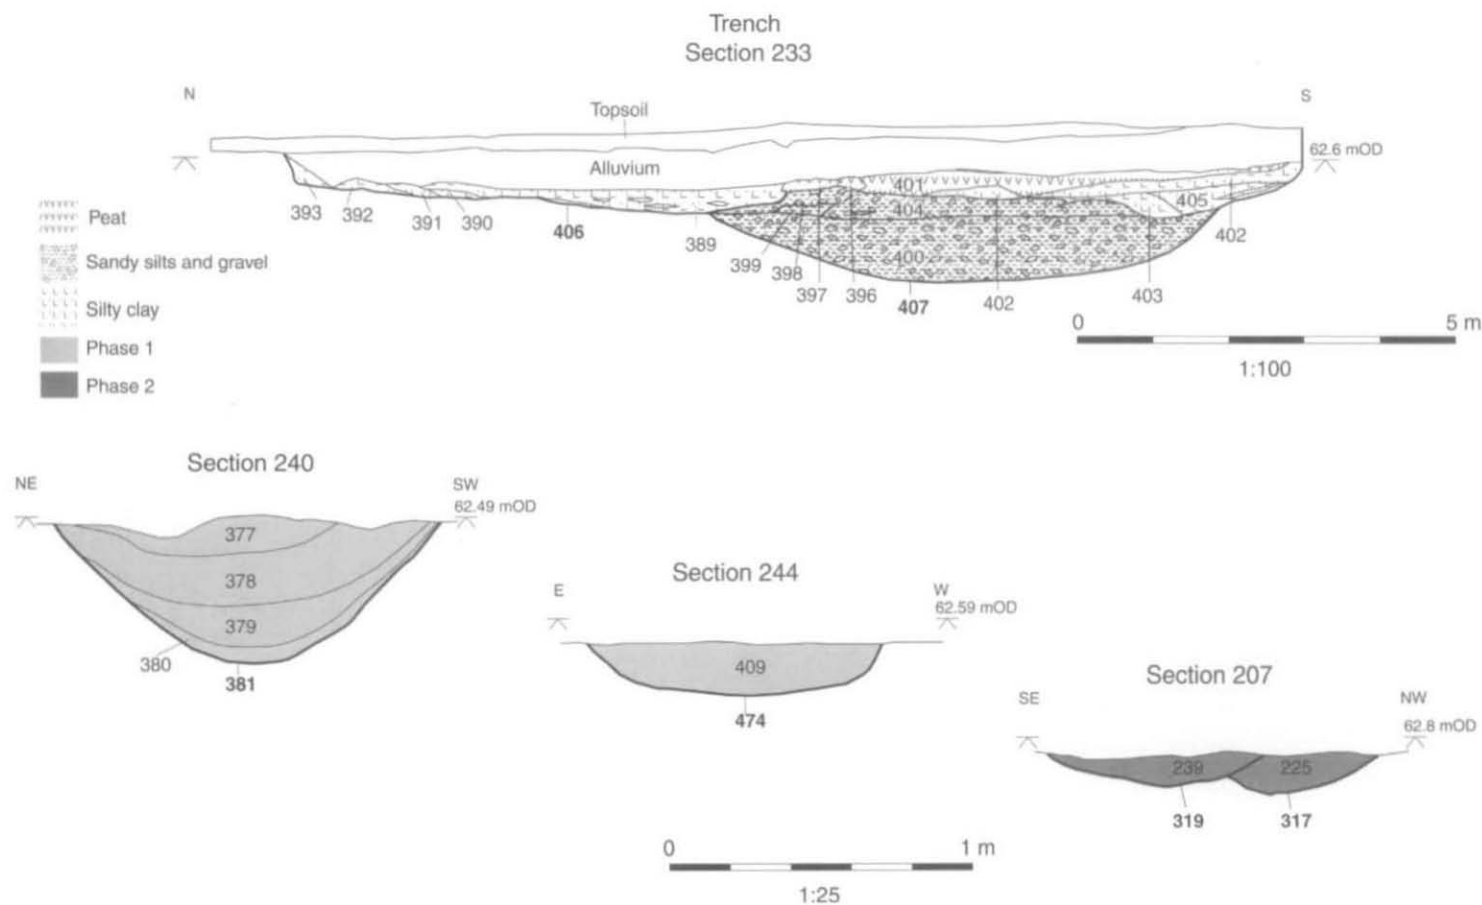 Trench
Section 233
N
S
Topsoil
62.6 mOD
Alluvium
401
405
404
400
393
392
391
390
406
389
399
398
397
396
407
402
403
402
Peat
Sandy silts and gravel
Silty clay
Phase 1
Phase 2
0
5 m
1:100
Section 240
NE
SW
62.49 mOD
377
378
379
380
381
Section 244
E
W
62.59 mOD
409
474
Section 207
SE
NW
62.8 mOD
239
225
319
317
0
1 m
1:25